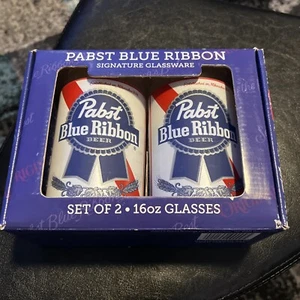 PABST BLUE RIBBON
SIGNATURE GLASSWARE
Pabst
Blue Ribbon
BEER
Pabst
Blue Ribbon
BEER
SET OF 2 • 16oz GLASSES